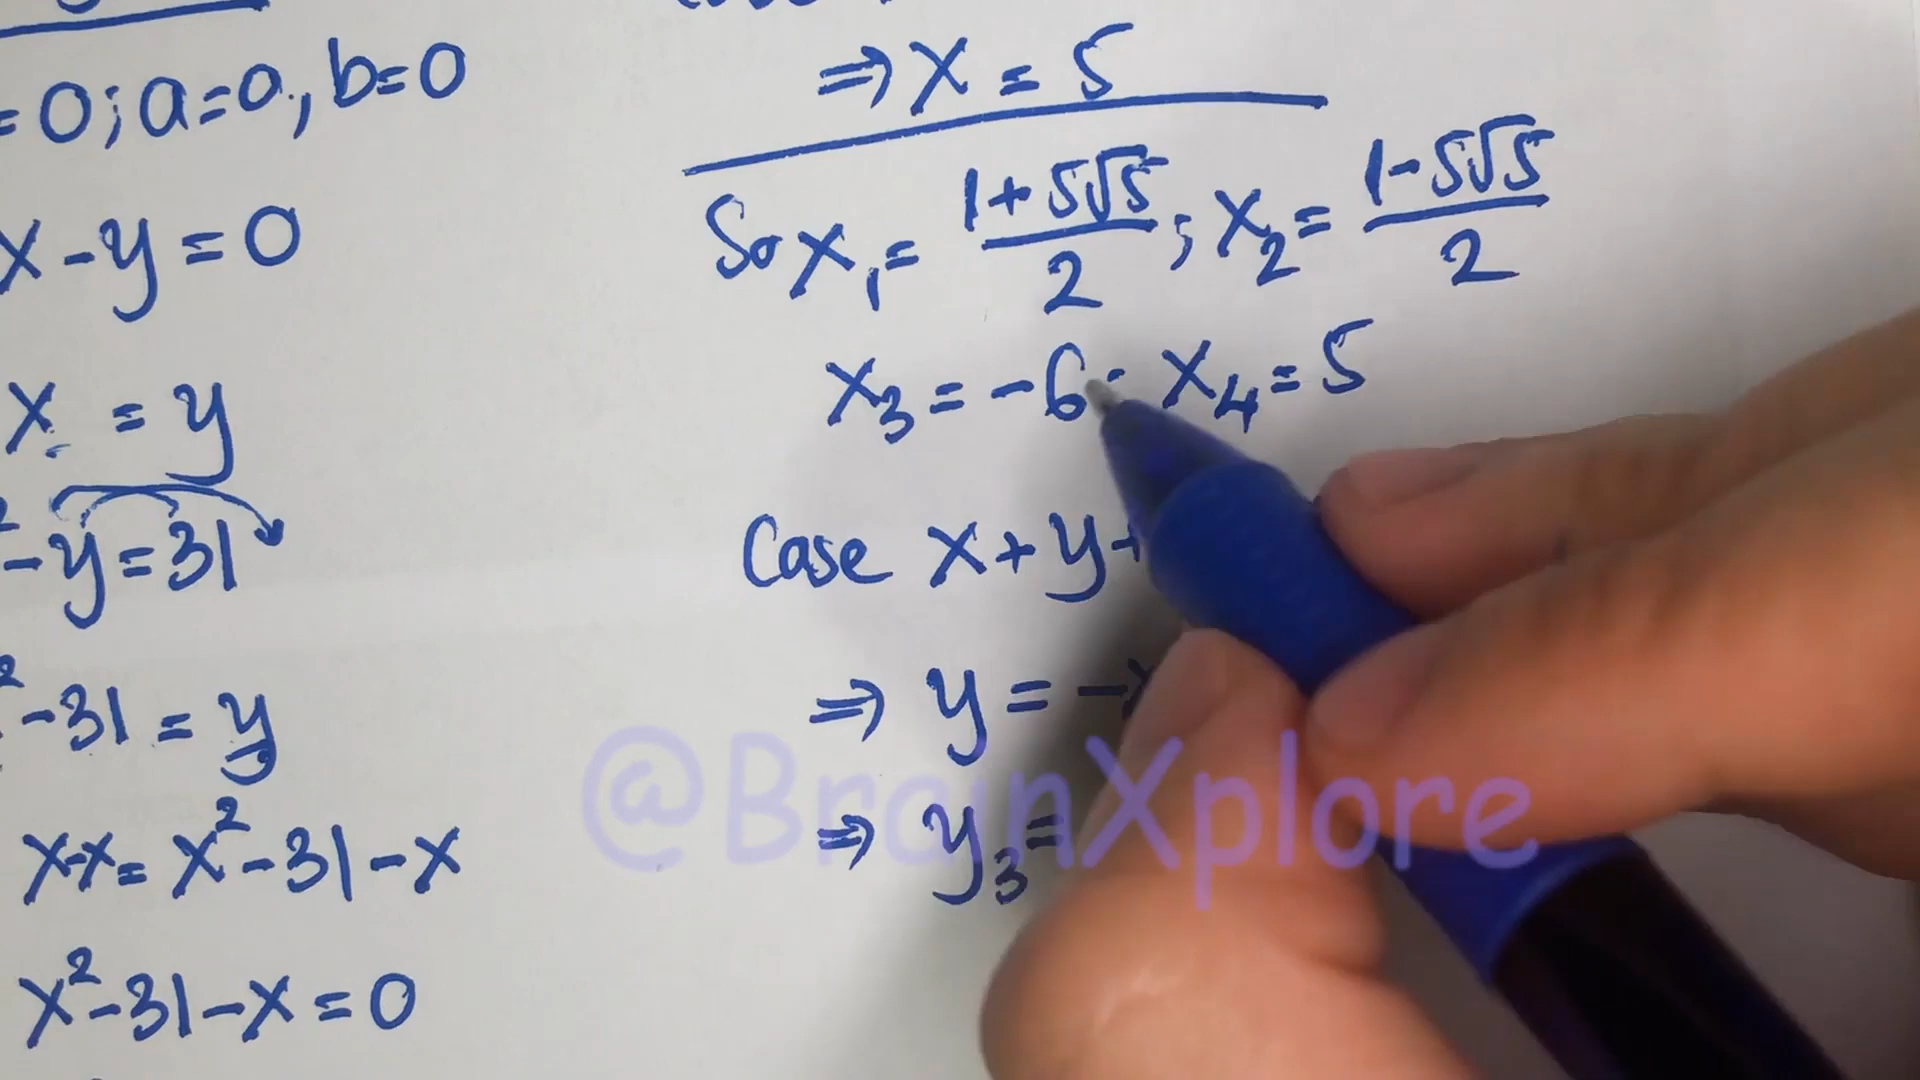 = 0; a=0, b=0
x - y = 0
x = y
- y = 31
- 31 = y
x-x = x² - 31 - x
x² - 31 - x = 0
⇒ x = 5
So x₁ = (1+5√5)/2 ; x₂ = (1-5√5)/2
x₃ = -6 x₄ = 5
Case x + y +
⇒ y = -x
⇒ y₃ =
@BrainXplore